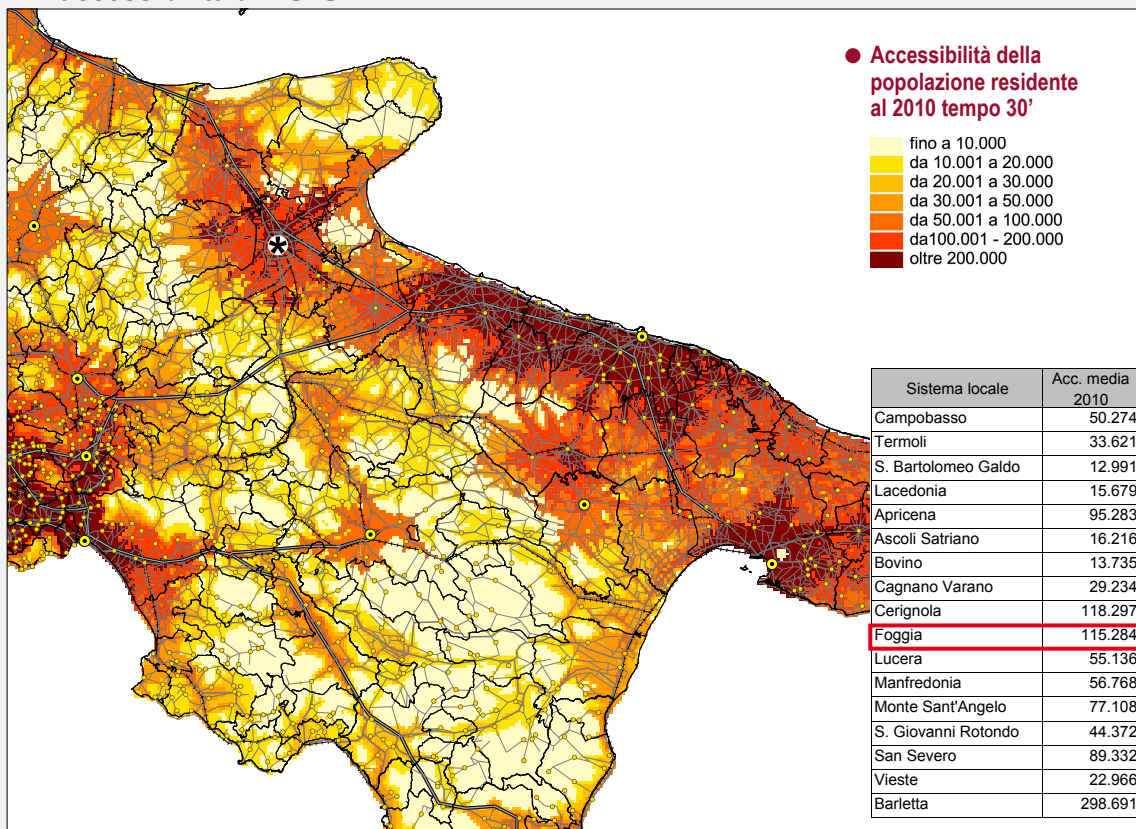 ● Accessibilità della
popolazione residente
al 2010 tempo 30’
fino a 10.000
da 10.001 a 20.000
da 20.001 a 30.000
da 30.001 a 50.000
da 50.001 a 100.000
da100.001 - 200.000
oltre 200.000
*
Sistema locale Acc. media 2010
Campobasso 50.274
Termoli 33.621
S. Bartolomeo Galdo 12.991
Lacedonia 15.679
Apricena 95.283
Ascoli Satriano 16.216
Bovino 13.735
Cagnano Varano 29.234
Cerignola 118.297
Foggia 115.284
Lucera 55.136
Manfredonia 56.768
Monte Sant'Angelo 77.108
S. Giovanni Rotondo 44.372
San Severo 89.332
Vieste 22.966
Barletta 298.691